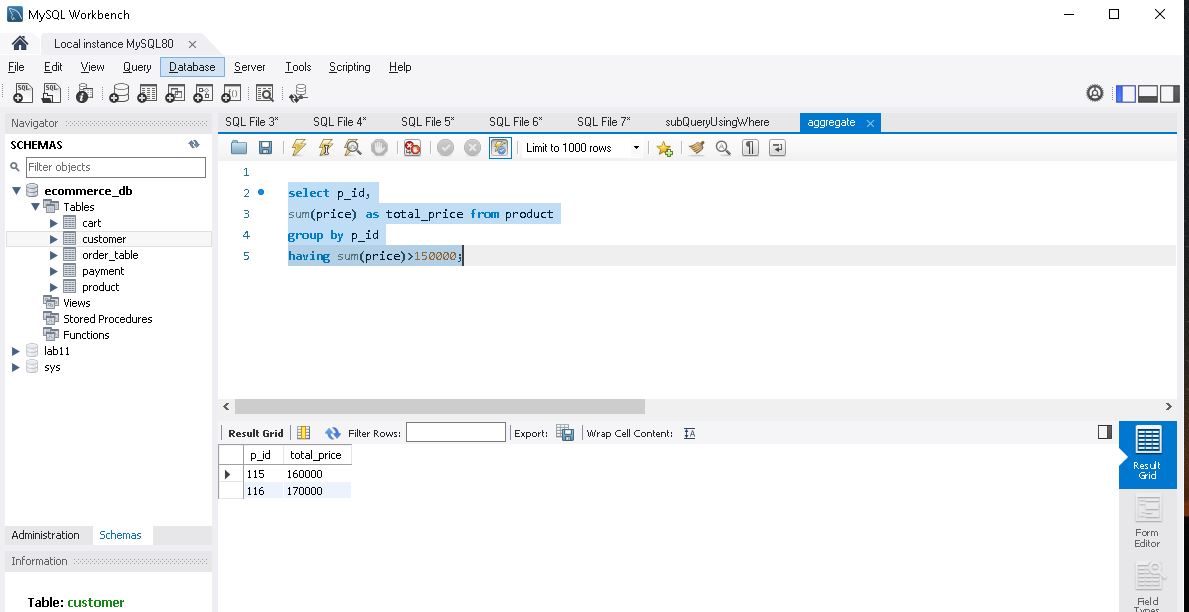 MySQL Workbench
Local instance MySQL80
File Edit View Query Database Server Tools Scripting Help
Navigator
SCHEMAS
Filter objects
ecommerce_db
Tables
cart
customer
order_table
payment
product
Views
Stored Procedures
Functions
lab11
sys
Administration Schemas
Information
Table: customer
SQL File 3* SQL File 4* SQL File 5* SQL File 6* SQL File 7* subQueryUsingWhere aggregate
Limit to 1000 rows
1
2 select p_id,
3 sum(price) as total_price from product
4 group by p_id
5 having sum(price)>150000;
Result Grid Filter Rows: Export: Wrap Cell Content:
p_id total_price
115 160000
116 170000
Result
Grid
Form
Editor
Field
Types